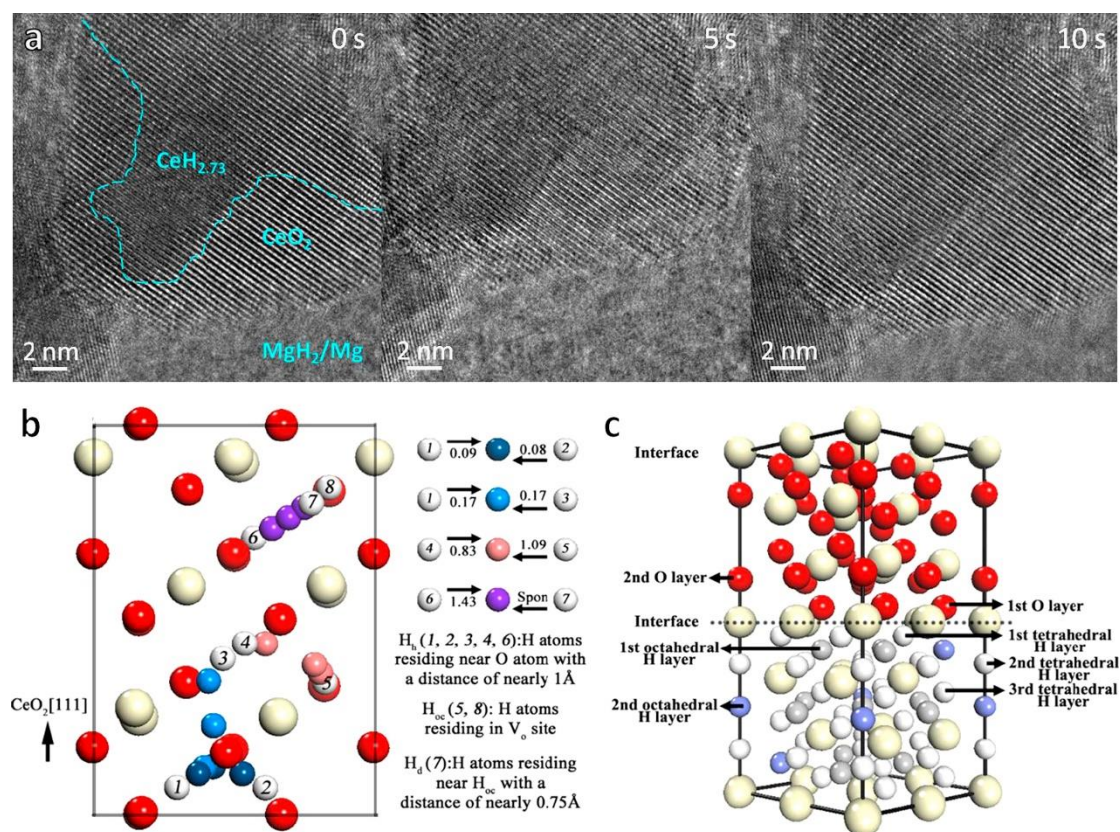 a
0 s
5 s
10 s
CeH2.73
CeO2
MgH2/Mg
2 nm
2 nm
2 nm
b
1 0.09 0.08 2
1 0.17 0.17 3
4 0.83 1.09 5
6 1.43 Spon 7
8
7
6
4
3
5
1
2
CeO2[111]
Hh(1, 2, 3, 4, 6):H atoms
residing near O atom with
a distance of nearly 1Å
Hoc(5, 8): H atoms
residing in Vo site
Hd(7):H atoms residing
near Hoc with a
distance of nearly 0.75Å
c
Interface
2nd O layer
1st O layer
Interface
1st octahedral
H layer
1st tetrahedral
H layer
2nd tetrahedral
H layer
3rd tetrahedral
H layer
2nd octahedral
H layer